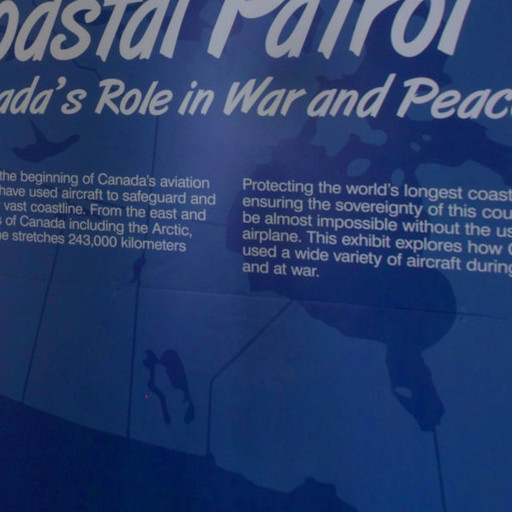 oastal Patrol
ada's Role in War and Peac
the beginning of Canada's aviation
have used aircraft to safeguard and
vast coastline. From the east and
of Canada including the Arctic,
e stretches 243,000 kilometers
Protecting the world's longest coast
ensuring the sovereignty of this cou
be almost impossible without the us
airplane. This exhibit explores how
used a wide variety of aircraft during
and at war.